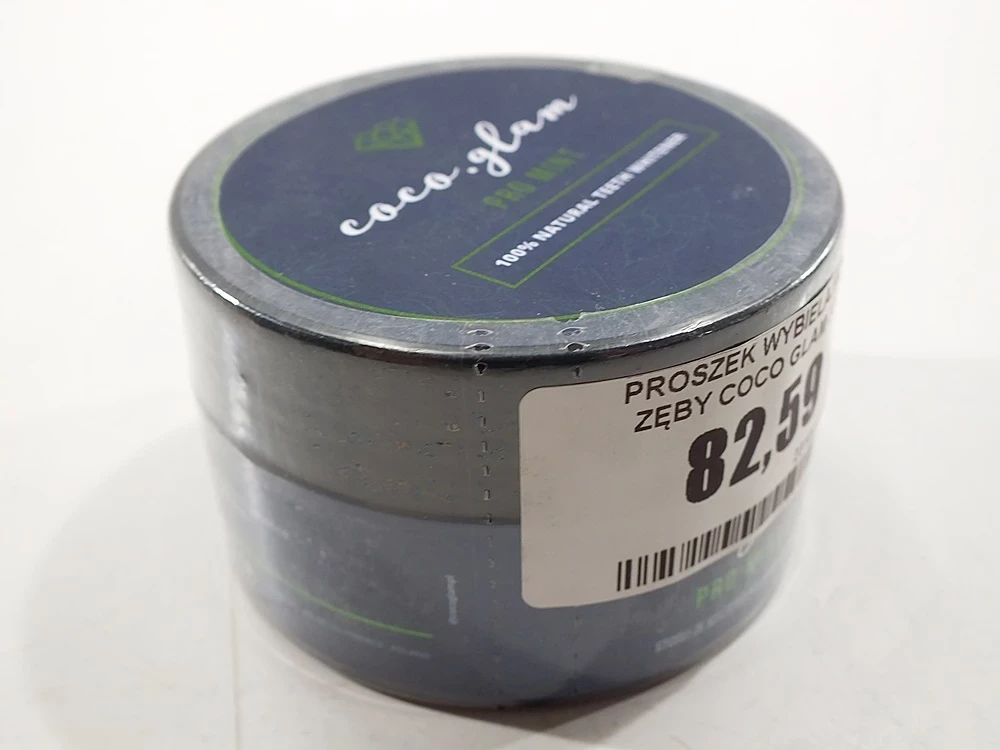 coco.glam
PRO MINT
100% NATURAL TEETH WHITENER
PROSZEK WYBIELA
ZĘBY COCO GLAM
82,59
PRO